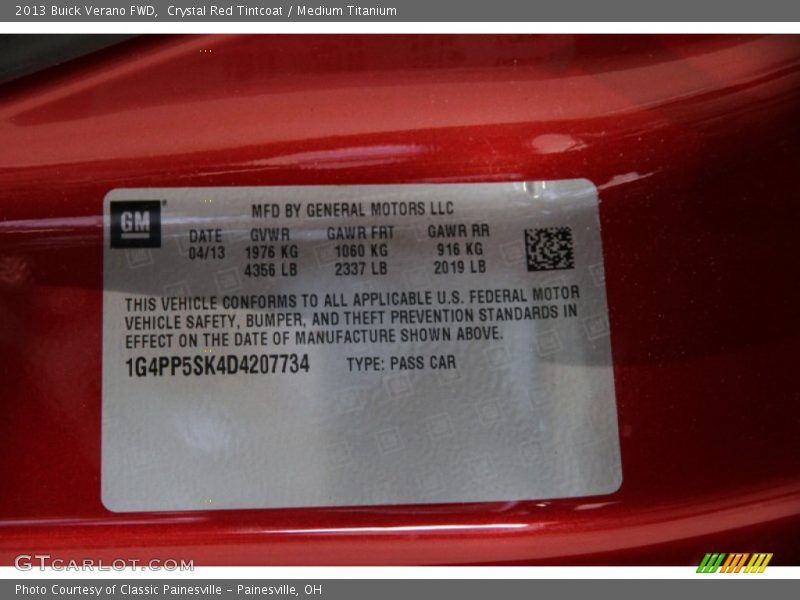 2013 Buick Verano FWD,  Crystal Red Tintcoat / Medium Titanium
GM
MFD BY GENERAL MOTORS LLC
DATE GVWR GAWR FRT GAWR RR
04/13 1976 KG 1060 KG 916 KG
4356 LB 2337 LB 2019 LB
THIS VEHICLE CONFORMS TO ALL APPLICABLE U.S. FEDERAL MOTOR
VEHICLE SAFETY, BUMPER, AND THEFT PREVENTION STANDARDS IN
EFFECT ON THE DATE OF MANUFACTURE SHOWN ABOVE.
1G4PP5SK4D4207734 TYPE: PASS CAR
GTCARLOT.COM
Photo Courtesy of Classic Painesville – Painesville, OH